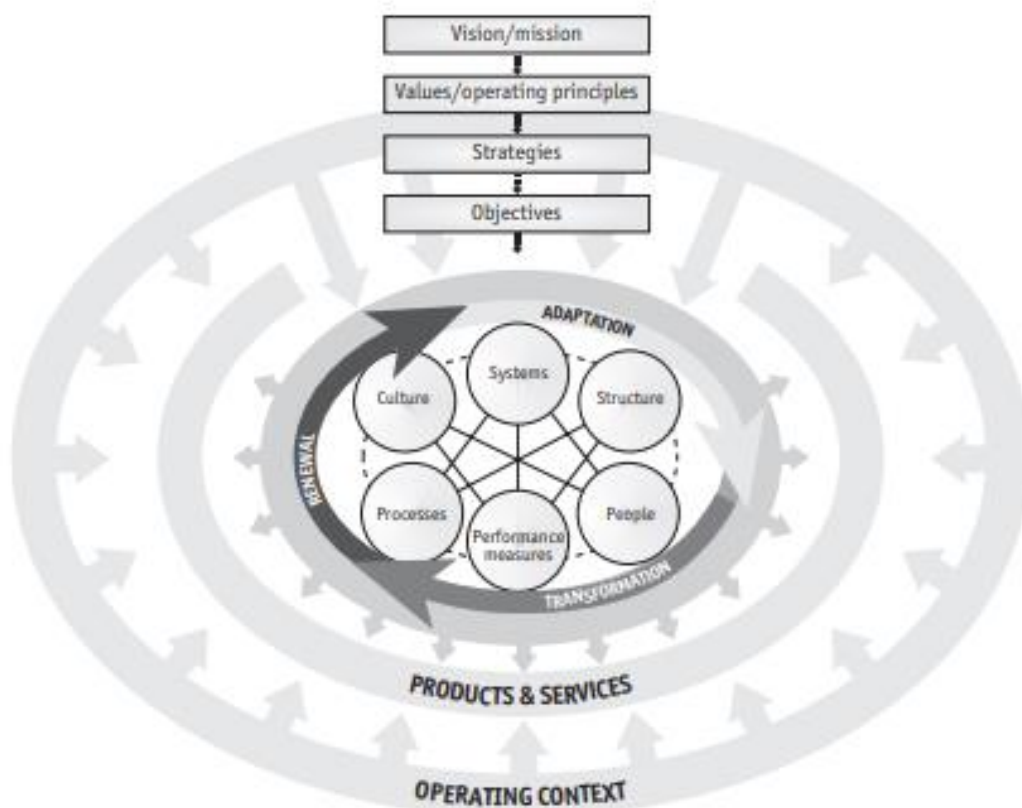 Vision/mission
Values/operating principles
Strategies
Objectives
ADAPTATION
Systems
Culture
Structure
RENEWAL
Processes
People
Performance
measures
TRANSFORMATION
PRODUCTS & SERVICES
OPERATING CONTEXT